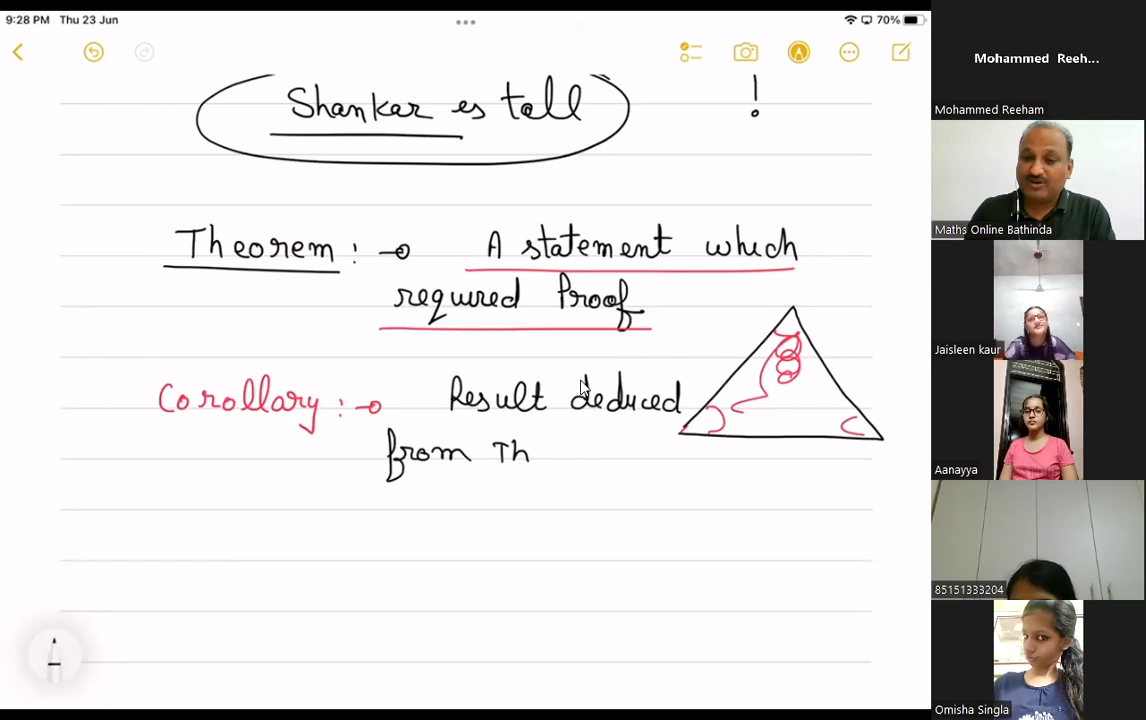 9:28 PM Thu 23 Jun
70%
Shankar es tall !
Theorem :→ A statement which
required Proof
Corollary :→ Result deduced
from Th
Mohammed Reeh...
Mohammed Reeham
Maths Online Bathinda
Jaisleen kaur
Aanayya
85151333204
Omisha Singla